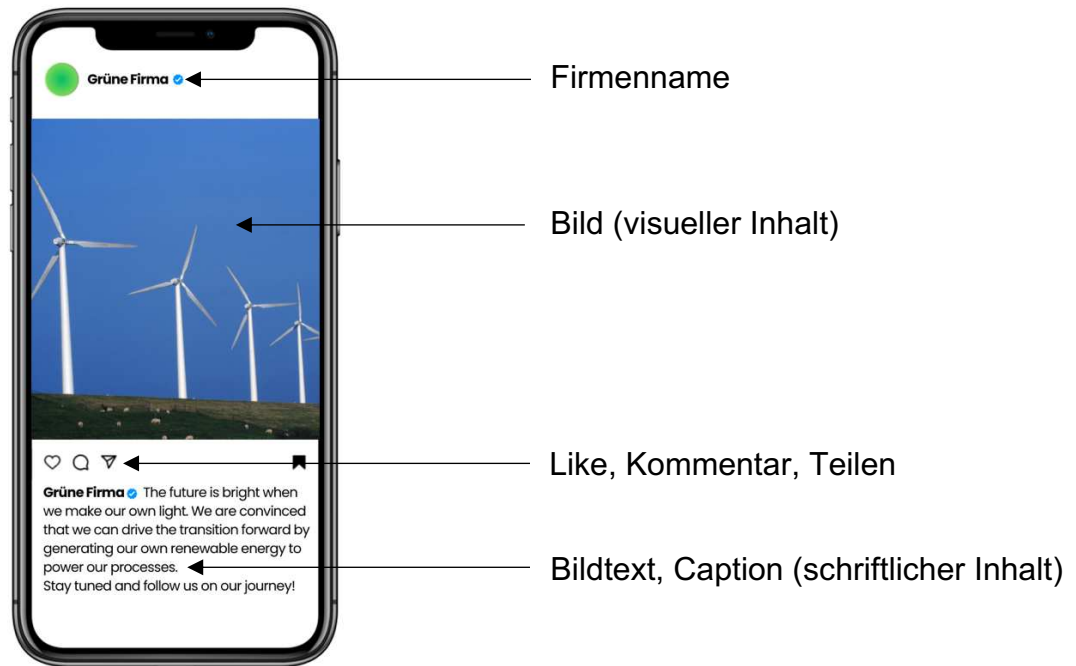 Grüne Firma
Firmenname
Bild (visueller Inhalt)
Like, Kommentar, Teilen
Grüne Firma The future is bright when
we make our own light. We are convinced
that we can drive the transition forward by
generating our own renewable energy to
power our processes.
Stay tuned and follow us on our journey!
Bildtext, Caption (schriftlicher Inhalt)